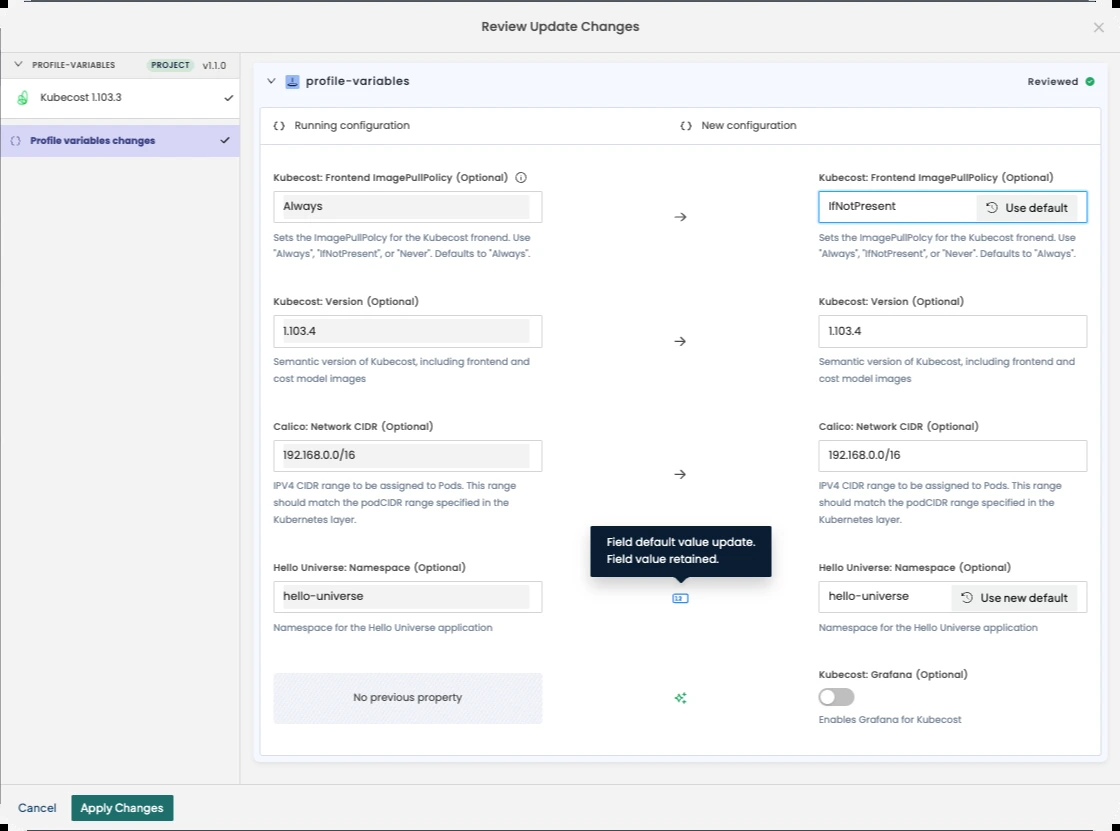 Review Update Changes
PROFILE-VARIABLES PROJECT v1.1.0
Kubecost 1.103.3
Profile variables changes
profile-variables
Reviewed
Running configuration
New configuration
Kubecost: Frontend ImagePullPolicy (Optional)
Always
Sets the ImagePullPolcy for the Kubecost fronend. Use
"Always", "IfNotPresent", or "Never". Defaults to "Always".
Kubecost: Frontend ImagePullPolicy (Optional)
IfNotPresent
Use default
Sets the ImagePullPolcy for the Kubecost fronend. Use
"Always", "IfNotPresent", or "Never". Defaults to "Always".
Kubecost: Version (Optional)
1.103.4
Semantic version of Kubecost, including frontend and
cost model images
Kubecost: Version (Optional)
1.103.4
Semantic version of Kubecost, including frontend and
cost model images
Calico: Network CIDR (Optional)
192.168.0.0/16
IPV4 CIDR range to be assigned to Pods. This range
should match the podCIDR range specified in the
Kubernetes layer.
Calico: Network CIDR (Optional)
192.168.0.0/16
IPV4 CIDR range to be assigned to Pods. This range
should match the podCIDR range specified in the
Kubernetes layer.
Field default value update.
Field value retained.
Hello Universe: Namespace (Optional)
hello-universe
Namespace for the Hello Universe application
Hello Universe: Namespace (Optional)
hello-universe
Use new default
Namespace for the Hello Universe application
No previous property
Kubecost: Grafana (Optional)
Enables Grafana for Kubecost
Cancel
Apply Changes